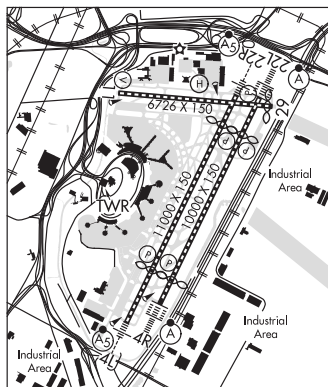 A5
22L
22R
A
V
H
11
6726 X 150
29
Industrial
Area
TWR
11000 X 150
10000 X 150
P
P
A5
4L
4R
A
Industrial
Area
Industrial
Area